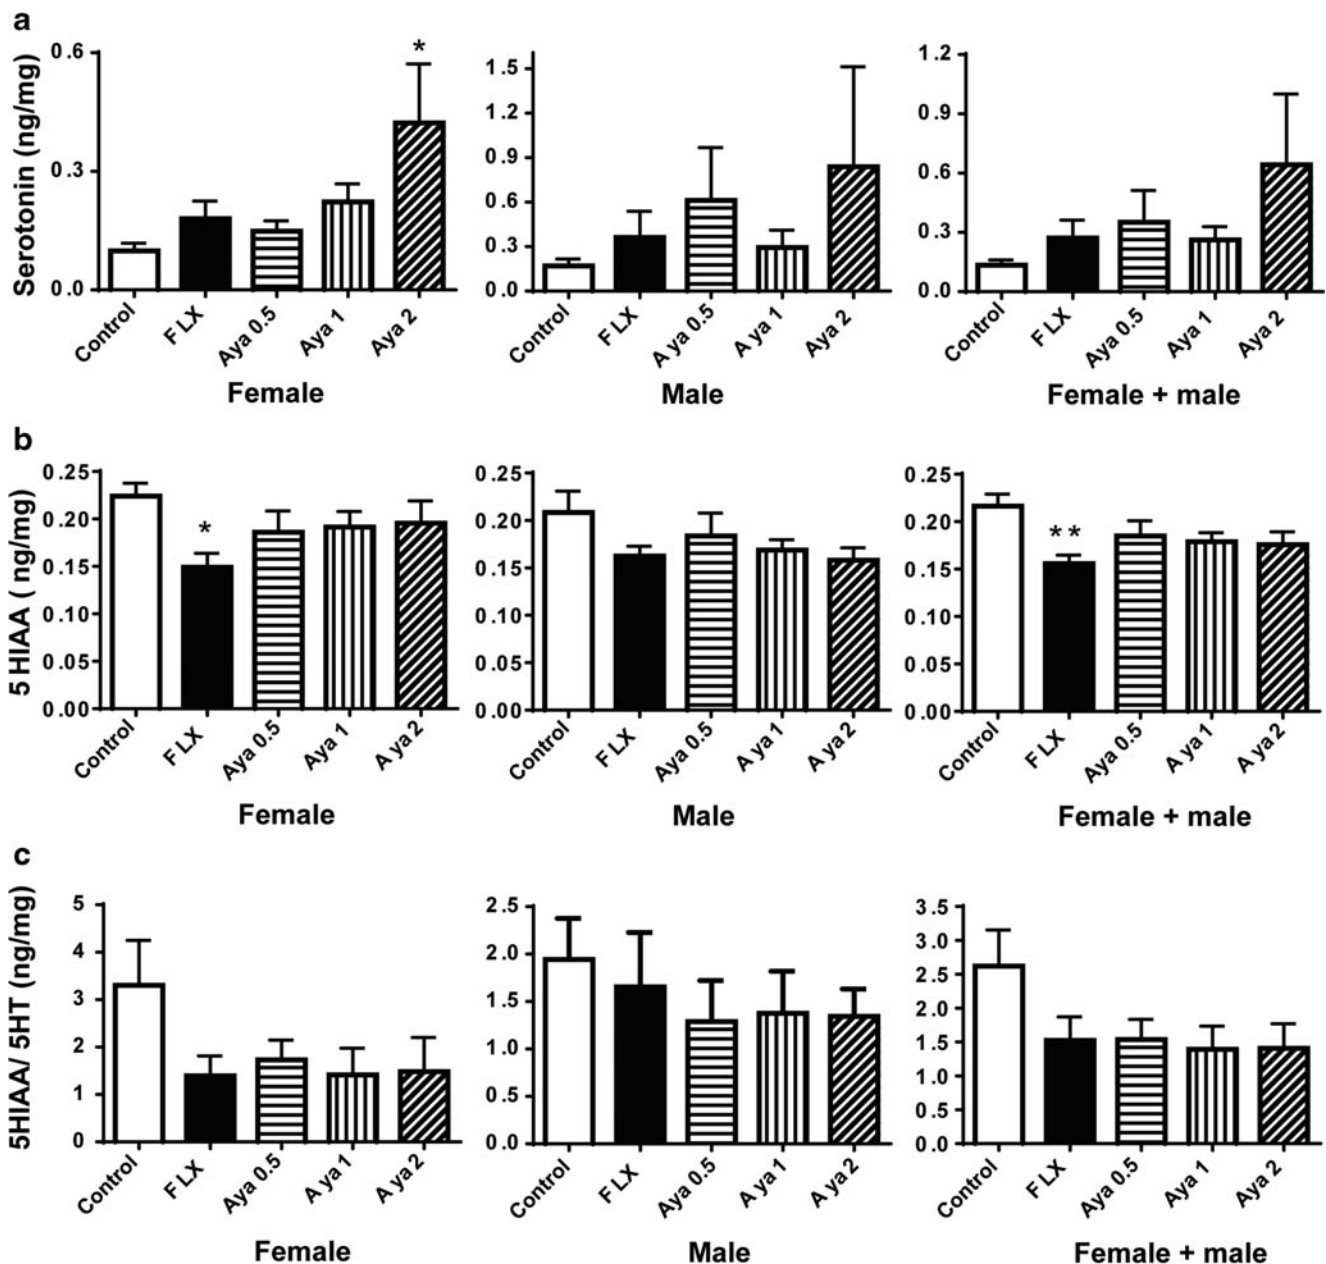 a
Serotonin (ng/mg)
0.6
0.3
0.0
*
Control
F LX
Aya 0.5
Aya 1
Aya 2
Female
1.5
1.2
0.9
0.6
0.3
0.0
Control
F LX
A ya 0.5
A ya 1
Aya 2
Male
1.2
0.9
0.6
0.3
0.0
Control
F LX
Aya 0.5
Aya 1
Aya 2
Female + male
b
5 HIAA ( ng/mg)
0.25
0.20
0.15
0.10
0.05
0.00
*
Control
F LX
Aya 0.5
Aya 1
A ya 2
Female
0.25
0.20
0.15
0.10
0.05
0.00
Control
F LX
Aya 0.5
Aya 1
A ya 2
Male
0.25
0.20
0.15
0.10
0.05
0.00
* *
Control
F LX
Aya 0.5
A ya 1
A ya 2
Female + male
c
5HIAA/ 5HT (ng/mg)
5
4
3
2
1
0
Control
F LX
Aya 0.5
A ya 1
A ya 2
Female
2.5
2.0
1.5
1.0
0.5
0.0
Control
F LX
Aya 0.5
A ya1
A ya 2
Male
3.5
3.0
2.5
2.0
1.5
1.0
0.5
0.0
Control
F LX
Aya 0.5
Aya 1
Aya 2
Female + male